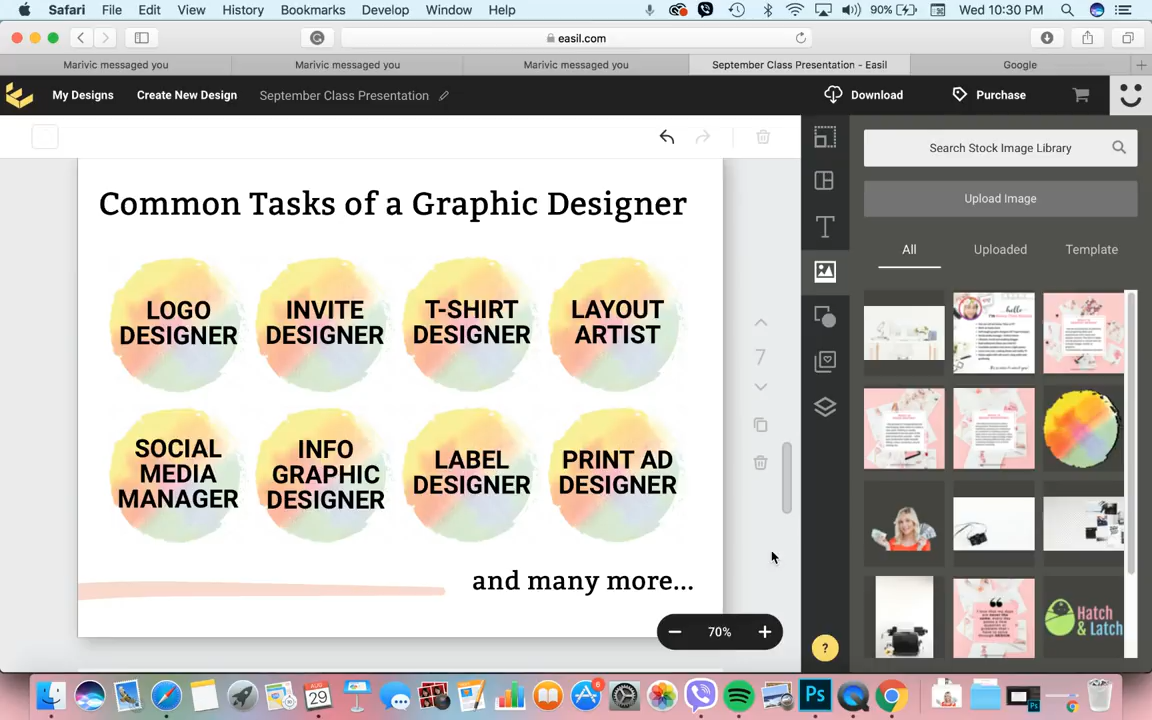 Safari File Edit View History Bookmarks Develop Window Help 90% Wed 10:30 PM
easil.com
Marivic messaged you Marivic messaged you Marivic messaged you September Class Presentation - Easil Google
My Designs Create New Design September Class Presentation Download Purchase
Common Tasks of a Graphic Designer
LOGO
DESIGNER
INVITE
DESIGNER
T-SHIRT
DESIGNER
LAYOUT
ARTIST
SOCIAL
MEDIA
MANAGER
INFO
GRAPHIC
DESIGNER
LABEL
DESIGNER
PRINT AD
DESIGNER
and many more...
7
70%
?
T
Search Stock Image Library
Upload Image
All Uploaded Template
hello
Hatch
& Latch
AUG
29
6
Ps